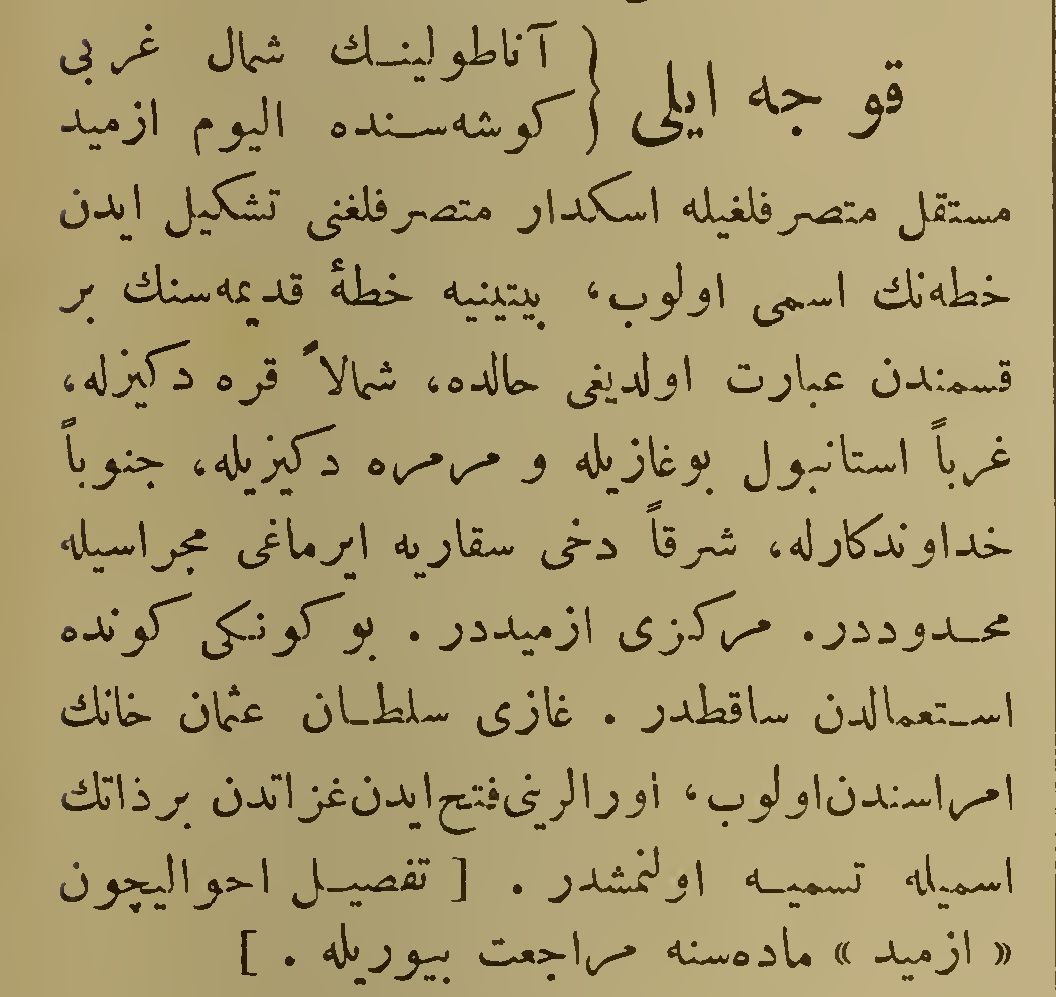 قوجه ایلی { آناطولینك شمال غربی
كوشه‌سنده الیوم ازمید
مستقل متصرفلغیله اسكدار متصرفلغنی تشكیل ایدن
خطه‌نك اسمی اولوب، بیتینیه خطهٔ قدیمه‌سنك بر
قسمندن عبارت اولدیغی حالده، شمالاً قره دكیزله،
غرباً استانبول بوغازیله و مرمره دكیزیله، جنوباً
خداوندكارله، شرقاً دخی سقاریه ایرماغی مجراسیله
محدوددر. مركزی ازمیددر. بو كونكی كونده
استعمالدن ساقطدر. غازی سلطان عثمان خانك
امراسندن اولوب، اورالرینی فتح ایدن غزاتدن بر ذاتك
اسمیله تسمیه اولنمشدر. [تفصیل احوالیچون
« ازمید » ماده‌سنه مراجعت بیوریله.]